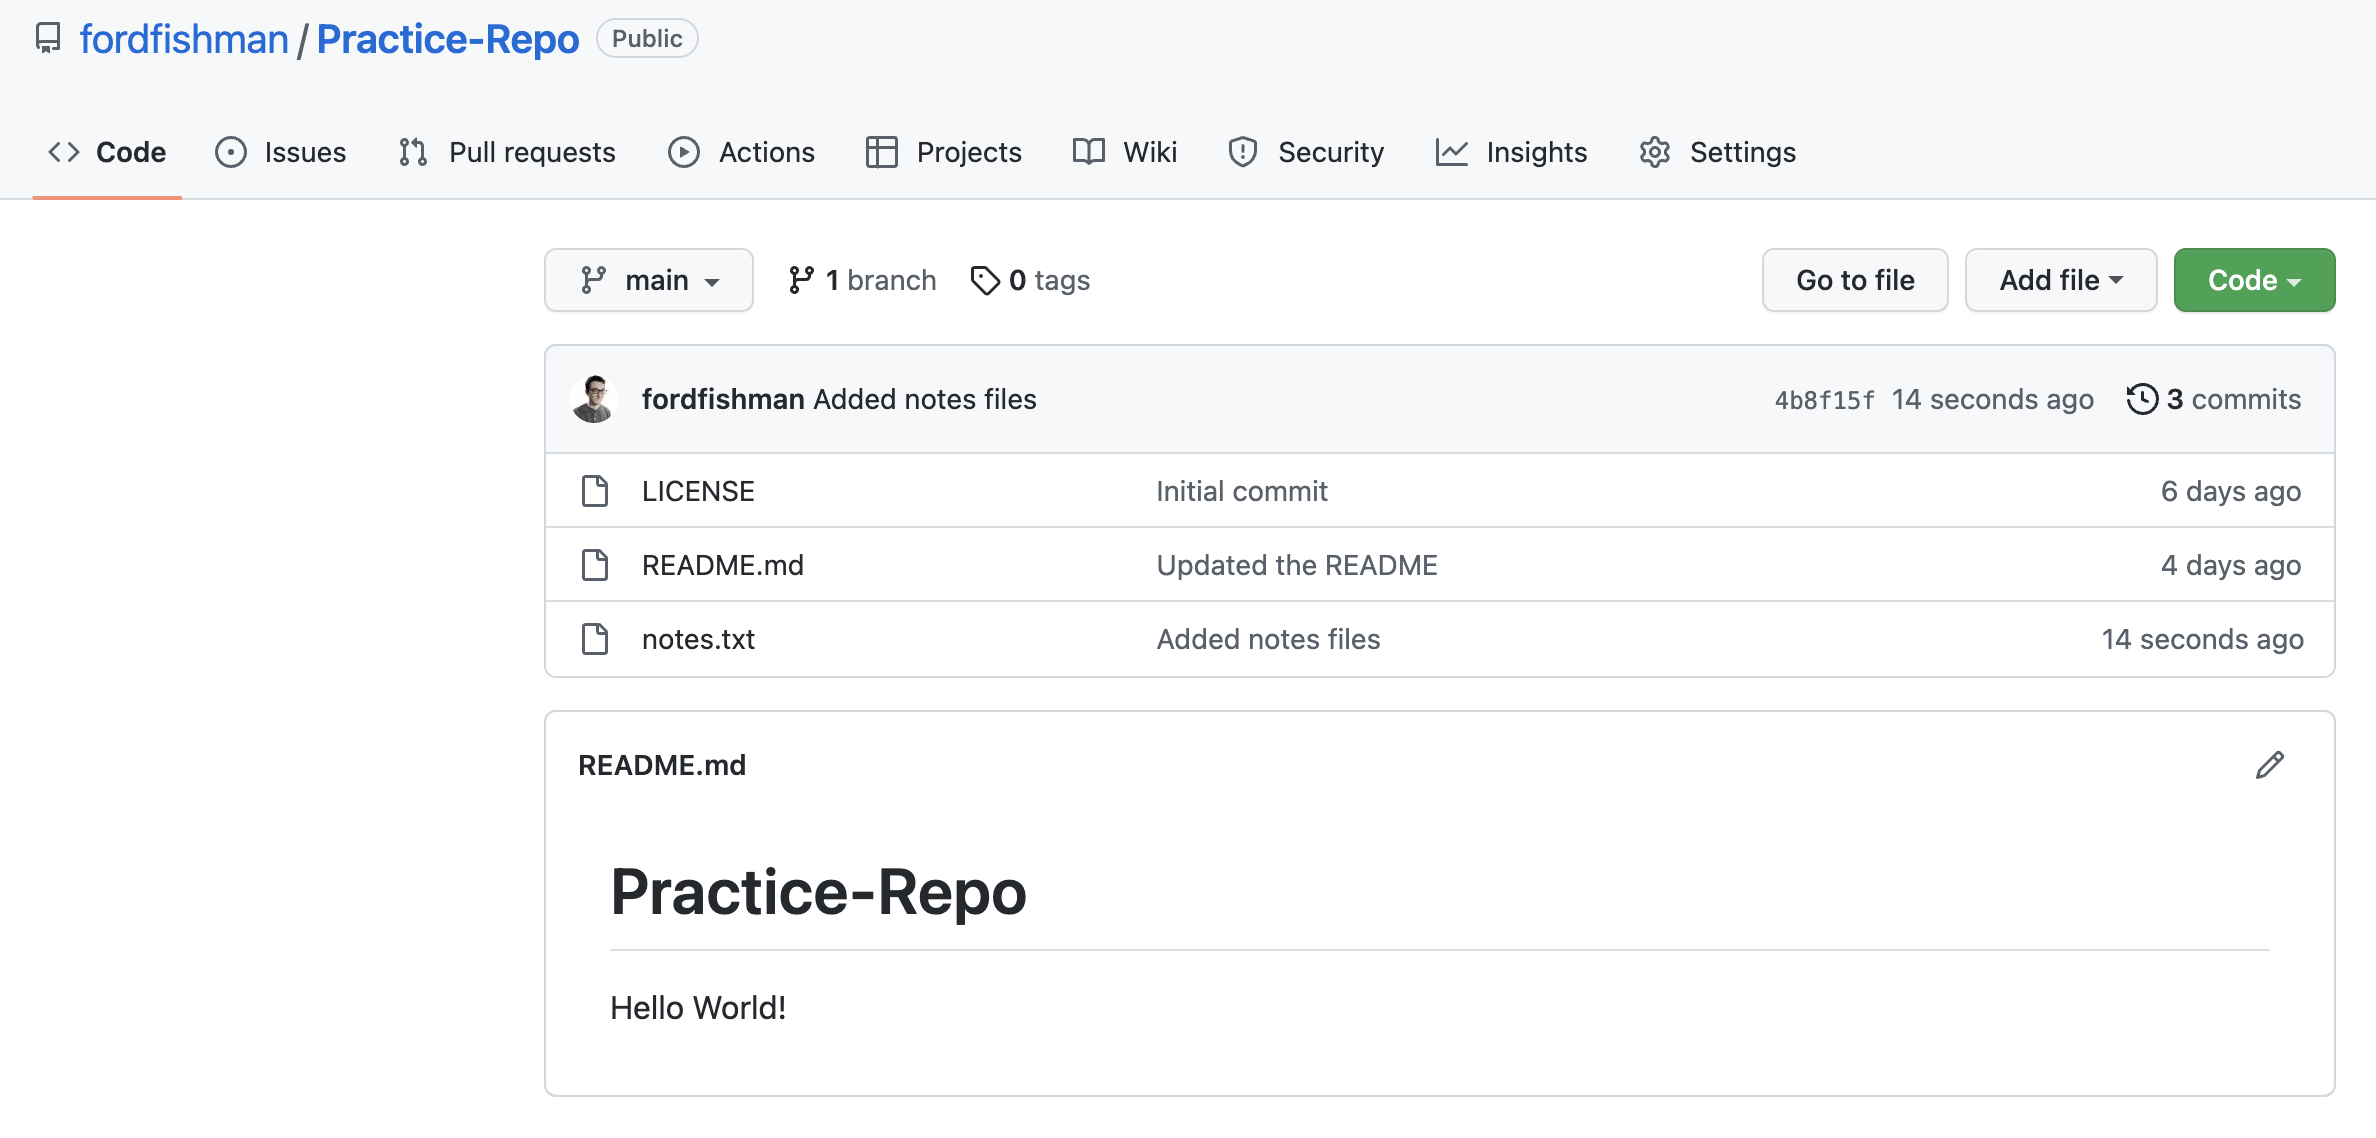 fordfishman / Practice-Repo Public
Code Issues Pull requests Actions Projects Wiki Security Insights Settings
main 1 branch 0 tags Go to file Add file Code
fordfishman Added notes files 4b8f15f 14 seconds ago 3 commits
LICENSE Initial commit 6 days ago
README.md Updated the README 4 days ago
notes.txt Added notes files 14 seconds ago
README.md
Practice-Repo
Hello World!